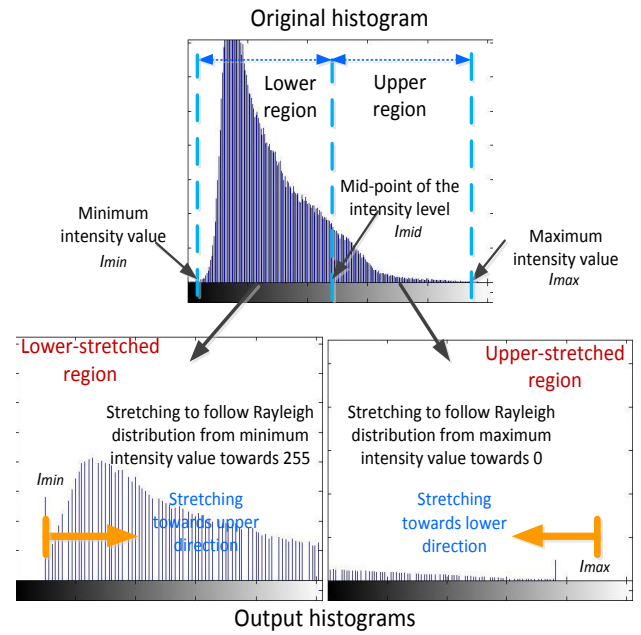 Original histogram
Lower
region
Upper
region
Minimum
intensity value
Imin
Mid-point of the
intensity level
Imid
Maximum
intensity value
Imax
Lower-stretched
region
Stretching to follow Rayleigh
distribution from minimum
intensity value towards 255
Imin
Stretching
towards upper
direction
Upper-stretched
region
Stretching to follow Rayleigh
distribution from maximum
intensity value towards 0
Stretching
towards lower
direction
Imax
Output histograms